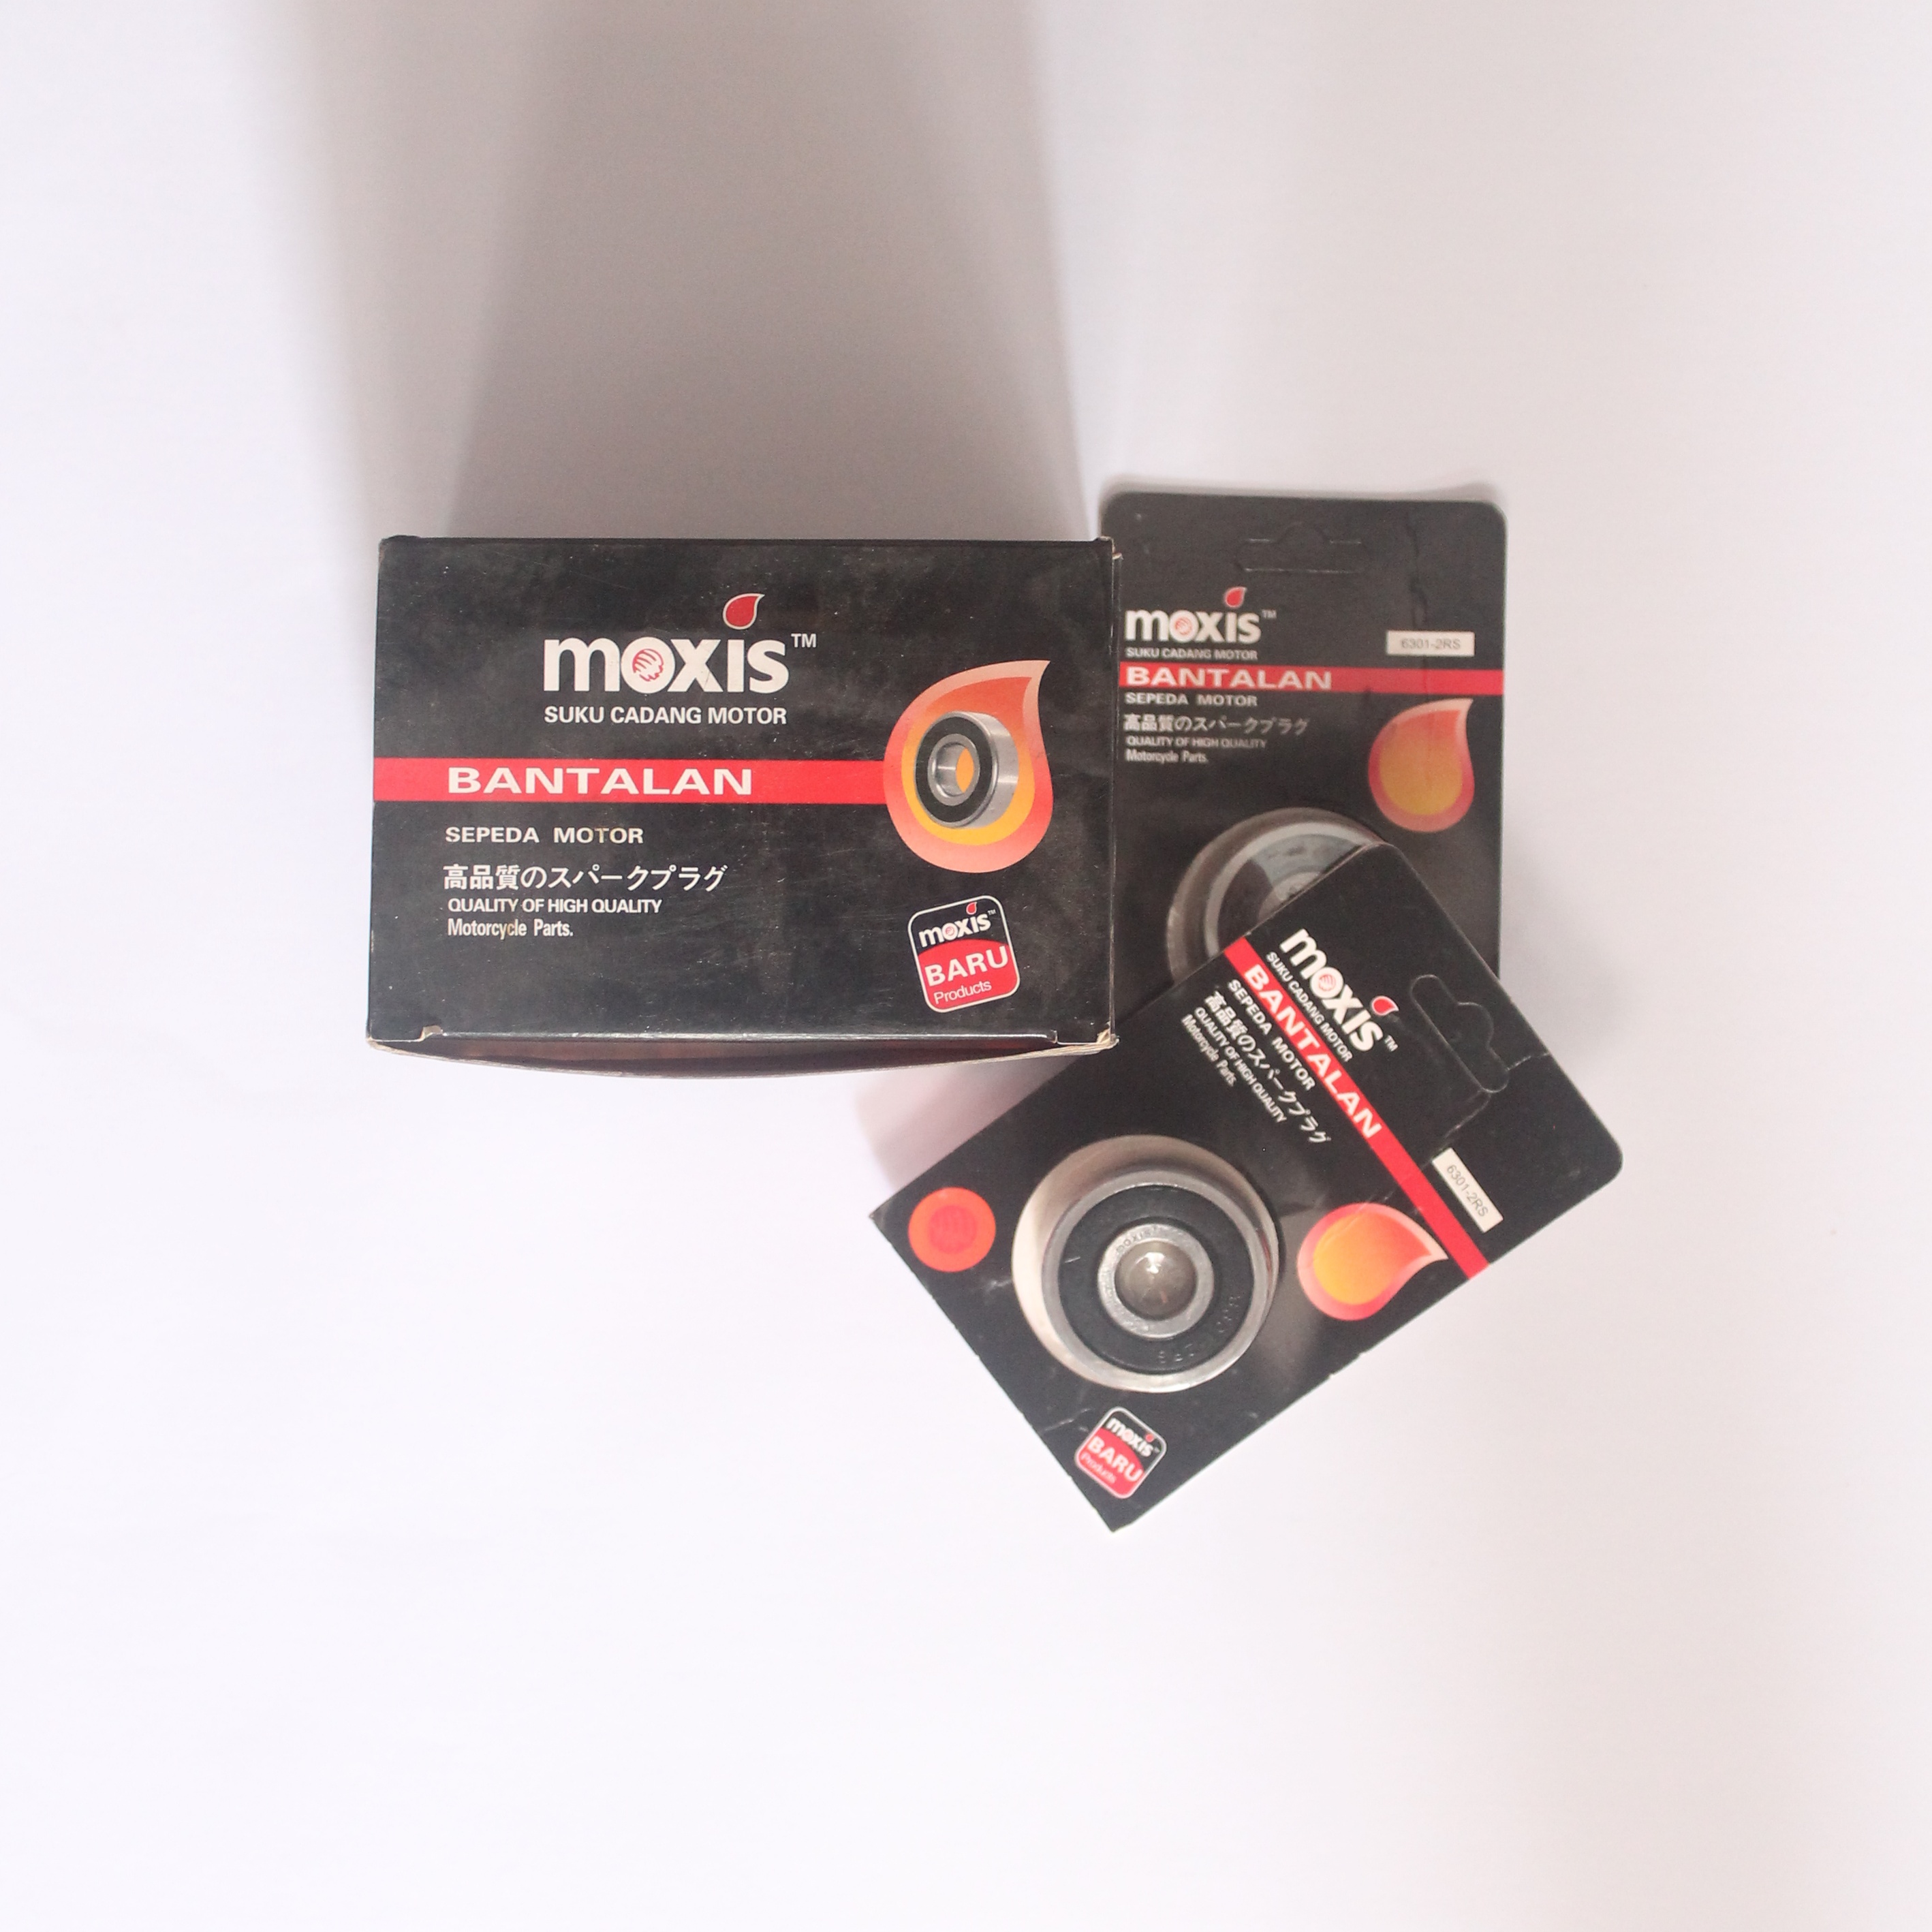 moxis™
SUKU CADANG MOTOR
BANTALAN
SEPEDA MOTOR
高品質のスパークプラグ
QUALITY OF HIGH QUALITY
Motorcycle Parts.
moxis™
BARU
Products
moxis™
SUKU CADANG MOTOR
6301-2RS
BANTALAN
SEPEDA MOTOR
高品質のスパークプラグ
QUALITY OF HIGH QUALITY
Motorcycle Parts.
moxis™
SUKU CADANG MOTOR
BANTALAN
SEPEDA MOTOR
高品質のスパークプラグ
QUALITY OF HIGH QUALITY
Motorcycle Parts.
6301-2RS
moxis™
BARU
Products